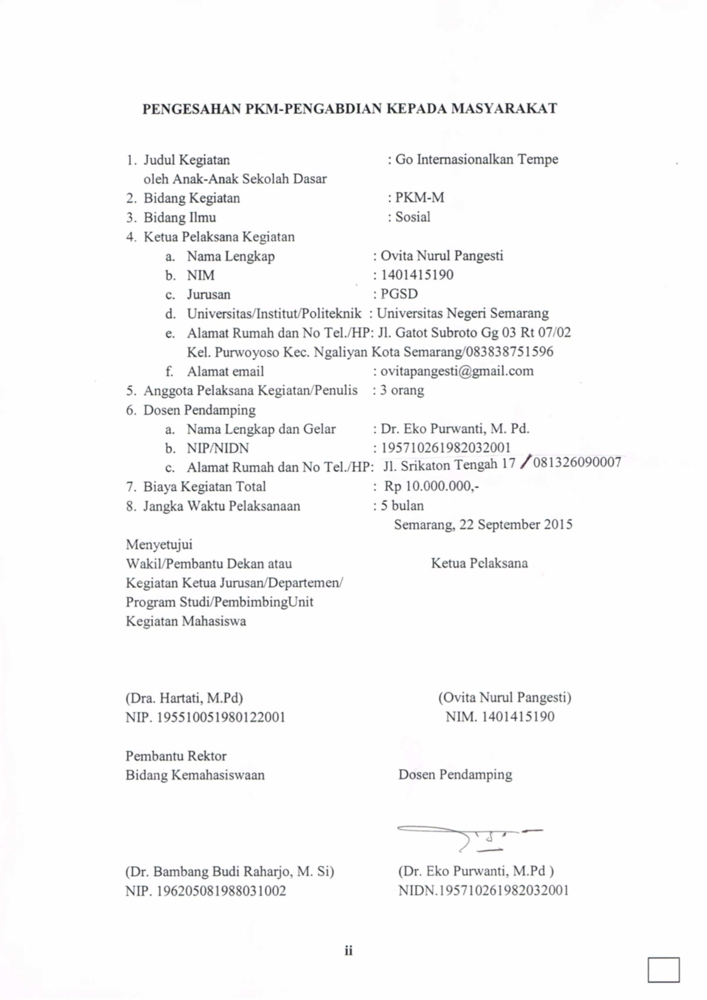 PENGESAHAN PKM-PENGABDIAN KEPADA MASYARAKAT
1. Judul Kegiatan : Go Internasionalkan Tempe
oleh Anak-Anak Sekolah Dasar
2. Bidang Kegiatan : PKM-M
3. Bidang Ilmu : Sosial
4. Ketua Pelaksana Kegiatan
a. Nama Lengkap : Ovita Nurul Pangesti
b. NIM : 1401415190
c. Jurusan : PGSD
d. Universitas/Institut/Politeknik : Universitas Negeri Semarang
e. Alamat Rumah dan No Tel./HP: Jl. Gatot Subroto Gg 03 Rt 07/02
Kel. Purwoyoso Kec. Ngaliyan Kota Semarang/083838751596
f. Alamat email : ovitapangesti@gmail.com
5. Anggota Pelaksana Kegiatan/Penulis : 3 orang
6. Dosen Pendamping
a. Nama Lengkap dan Gelar : Dr. Eko Purwanti, M. Pd.
b. NIP/NIDN : 195710261982032001
c. Alamat Rumah dan No Tel./HP: Jl. Srikaton Tengah 17 /081326090007
7. Biaya Kegiatan Total : Rp 10.000.000,-
8. Jangka Waktu Pelaksanaan : 5 bulan
Semarang, 22 September 2015
Menyetujui
Wakil/Pembantu Dekan atau Ketua Pelaksana
Kegiatan Ketua Jurusan/Departemen/
Program Studi/PembimbingUnit
Kegiatan Mahasiswa
(Dra. Hartati, M.Pd) (Ovita Nurul Pangesti)
NIP. 195510051980122001 NIM. 1401415190
Pembantu Rektor
Bidang Kemahasiswaan Dosen Pendamping
(Dr. Bambang Budi Raharjo, M. Si) (Dr. Eko Purwanti, M.Pd )
NIP. 196205081988031002 NIDN.195710261982032001
ii